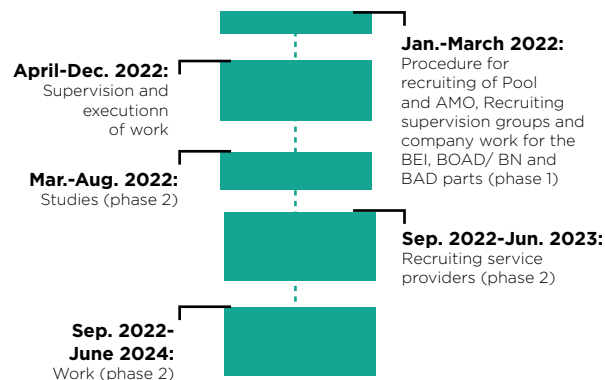 Jan.-March 2022:
Procedure for
recruiting of Pool
and AMO, Recruiting
supervision groups and
company work for the
BEI, BOAD/ BN and
BAD parts (phase 1)
April-Dec. 2022:
Supervision and
executionn
of work
Mar.-Aug. 2022:
Studies (phase 2)
Sep. 2022-Jun. 2023:
Recruiting service
providers (phase 2)
Sep. 2022-
June 2024:
Work (phase 2)